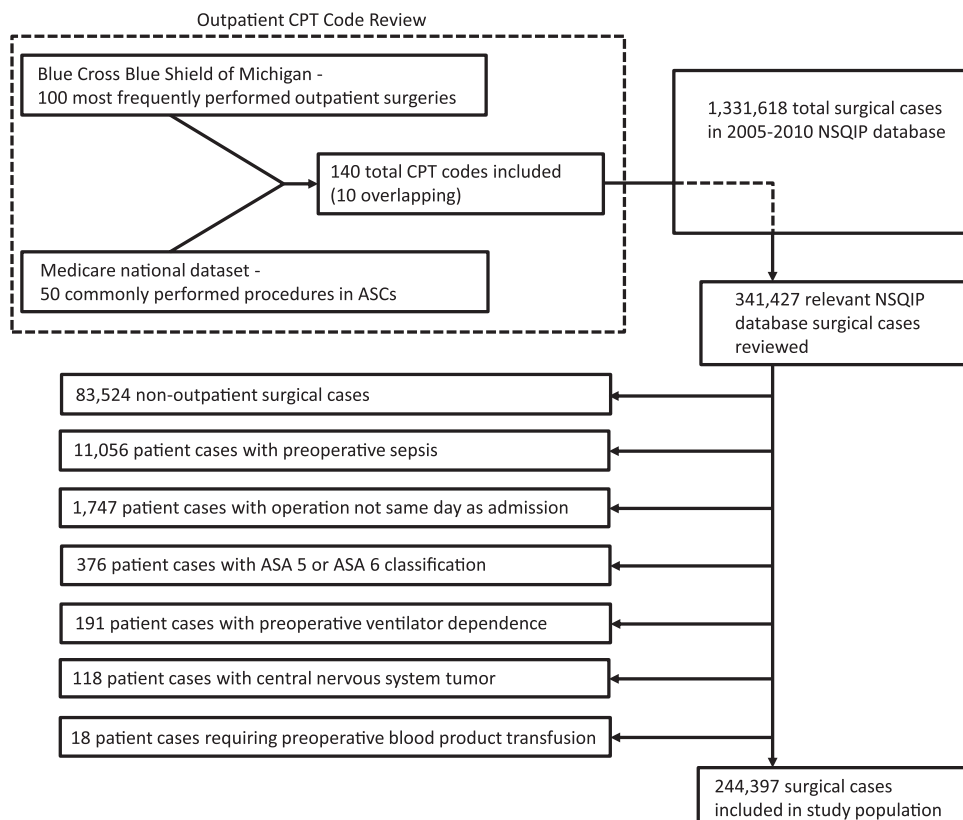 Outpatient CPT Code Review
Blue Cross Blue Shield of Michigan -
100 most frequently performed outpatient surgeries
140 total CPT codes included
(10 overlapping)
Medicare national dataset -
50 commonly performed procedures in ASCs
1,331,618 total surgical cases
in 2005-2010 NSQIP database
341,427 relevant NSQIP
database surgical cases
reviewed
83,524 non-outpatient surgical cases
11,056 patient cases with preoperative sepsis
1,747 patient cases with operation not same day as admission
376 patient cases with ASA 5 or ASA 6 classification
191 patient cases with preoperative ventilator dependence
118 patient cases with central nervous system tumor
18 patient cases requiring preoperative blood product transfusion
244,397 surgical cases
included in study population